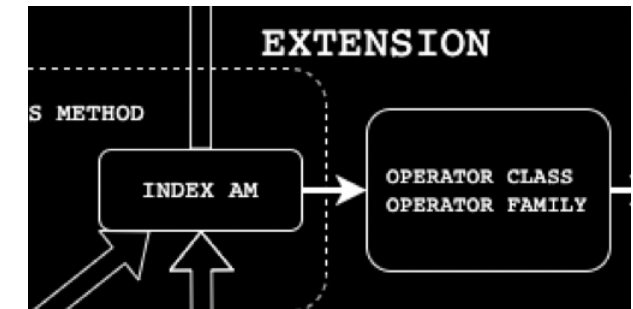 EXTENSION
S METHOD
INDEX AM
OPERATOR CLASS
OPERATOR FAMILY